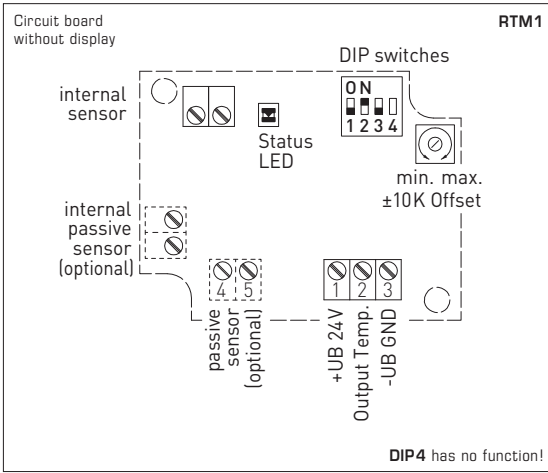 Circuit board
without display
RTM1
DIP switches
ON
1 2 3 4
internal
sensor
Status
LED
min. max.
±10K Offset
internal
passive
sensor
(optional)
4 5
passive
sensor
(optional)
1 2 3
+UB 24V
Output Temp.
-UB GND
DIP4 has no function!